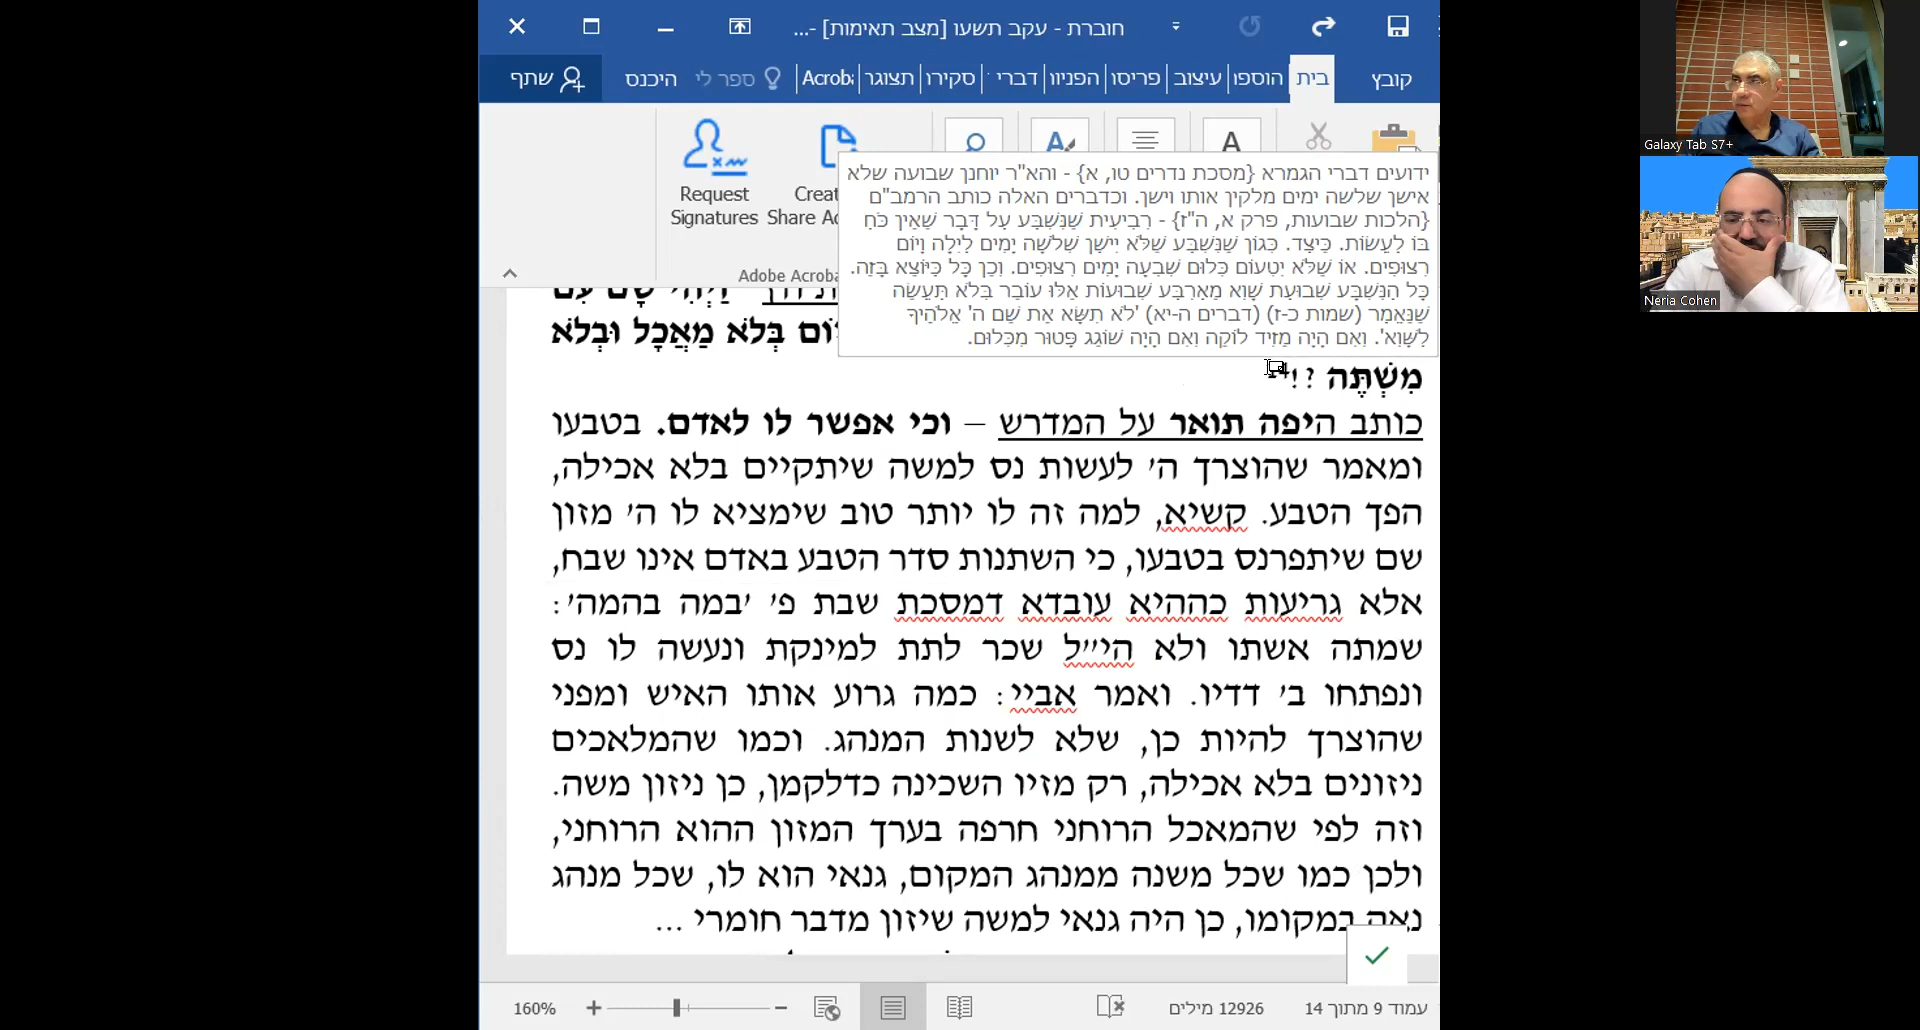 חוברת - עקב תשעו [מצב תאימות] -...
קובץ
בית
הוספו
עיצוב
פריסו
הפניוו
דברי
סקירו
תצוגר
Acrob
ספר לי
היכנס
שתף
Request
Signatures
Creat
Share Ac
Adobe Acroba
ידועים דברי הגמרא {מסכת נדרים טו, א} - והא"ר יוחנן שבועה שלא
אישן שלשה ימים מלקין אותו וישן. וכדברים האלה כותב הרמב"ם
{הלכות שבועות, פרק א, ה"ז} - רְבִיעִית שֶׁנִּשְׁבַּע עַל דָּבָר שֶׁאֵין כֹּחַ
בּוֹ לַעֲשׂוֹת. כֵּיצַד. כְּגוֹן שֶׁנִּשְׁבַּע שֶׁלֹּא יִישַׁן שְׁלֹשָׁה יָמִים לַיְלָה וָיוֹם
רְצוּפִים. אוֹ שֶׁלֹּא יִטְעוֹם כְּלוּם שִׁבְעָה יָמִים רְצוּפִים. וְכֵן כָּל כַּיּוֹצֵא בָּזֶה.
כָּל הַנִּשְׁבָּע שְׁבוּעַת שָׁוְא מֵאַרְבַּע שְׁבוּעוֹת אֵלּוּ עוֹבֵר בְּלֹא תַּעֲשֶׂה
שֶׁנֶּאֱמַר (שמות כ-ז) (דברים ה-יא) 'לֹא תִשָּׂא אֶת שֵׁם ה' אֱלֹהֶיךָ
לַשָּׁוְא'. וְאִם הָיָה מֵזִיד לוֹקֶה וְאִם הָיָה שׁוֹגֵג פָּטוּר מִכְּלוּם.
וַיְהִי שָׁם עִם
בְּלֹא מַאֲכָל וּבְלֹא
מִשְׁתֶּה ?!
כותב היפה תואר על המדרש – וכי אפשר לו לאדם. בטבעו
ומאמר שהוצרך ה' לעשות נס למשה שיתקיים בלא אכילה,
הפך הטבע. קשיא, למה זה לו יותר טוב שימציא לו ה' מזון
שם שיתפרנס בטבעו, כי השתנות סדר הטבע באדם אינו שבח,
אלא גריעות כההיא עובדא דמסכת שבת פ' 'במה בהמה':
שמתה אשתו ולא הי"ל שכר לתת למינקת ונעשה לו נס
ונפתחו ב' דדיו. ואמר אביי: כמה גרוע אותו האיש ומפני
שהוצרך להיות כן, שלא לשנות המנהג. וכמו שהמלאכים
ניזונים בלא אכילה, רק מזיו השכינה כדלקמן, כן ניזון משה.
וזה לפי שהמאכל הרוחני חרפה בערך המזון ההוא הרוחני,
ולכן כמו שכל משנה ממנהג המקום, גנאי הוא לו, שכל מנהג
נאה במקומו, כן היה גנאי למשה שיזון מדבר חומרי ...
עמוד 9 מתוך 14
12926 מילים
160%
Galaxy Tab S7+
Neria Cohen